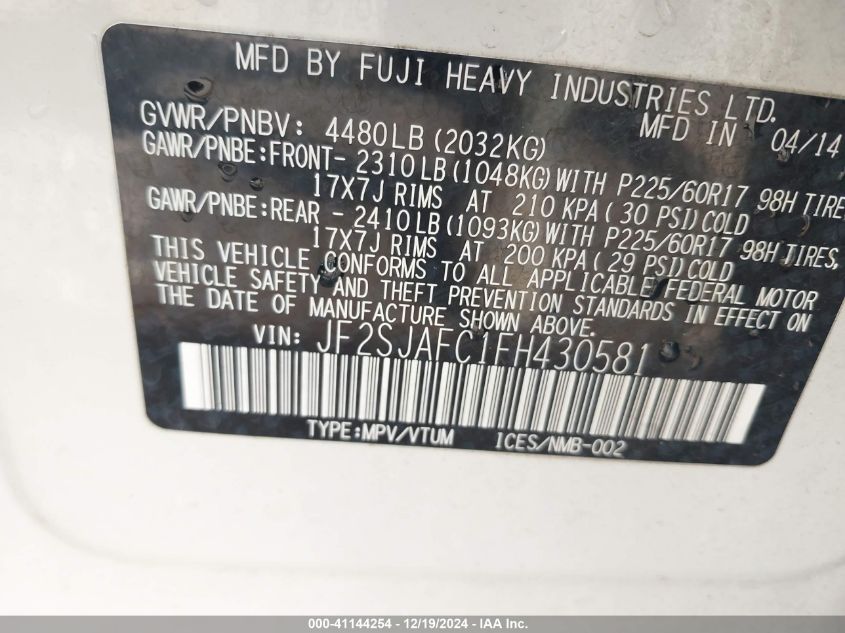 MFD BY FUJI HEAVY INDUSTRIES LTD.
MFD IN 04/14
GVWR/PNBV: 4480LB (2032KG)
GAWR/PNBE:FRONT- 2310LB(1048KG)WITH P225/60R17 98H TIRE
17X7J RIMS AT 210 KPA( 30 PSI)COLD
GAWR/PNBE:REAR - 2410LB(1093KG)WITH P225/60R17 98H TIRES,
17X7J RIMS AT 200 KPA( 29 PSI)COLD
THIS VEHICLE CONFORMS TO ALL APPLICABLE FEDERAL MOTOR
VEHICLE SAFETY AND THEFT PREVENTION STANDARDS IN EFFECT ON
THE DATE OF MANUFACTURE SHOWN ABOVE.
VIN: JF2SJAFC1FH430581
TYPE:MPV/VTUM ICES/NMB-002
000-41144254 - 12/19/2024 - IAA Inc.